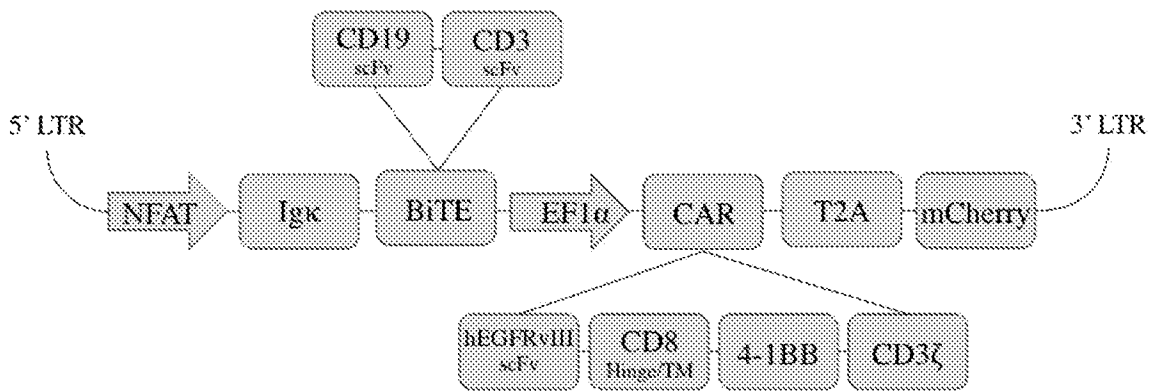 CD19
scFv
CD3
scFv
5' LTR
3' LTR
NFAT
Igκ
BiTE
EF1α
CAR
T2A
mCherry
hEGFRvIII
scFv
CD8
Hinge/TM
4-1BB
CD3ζ